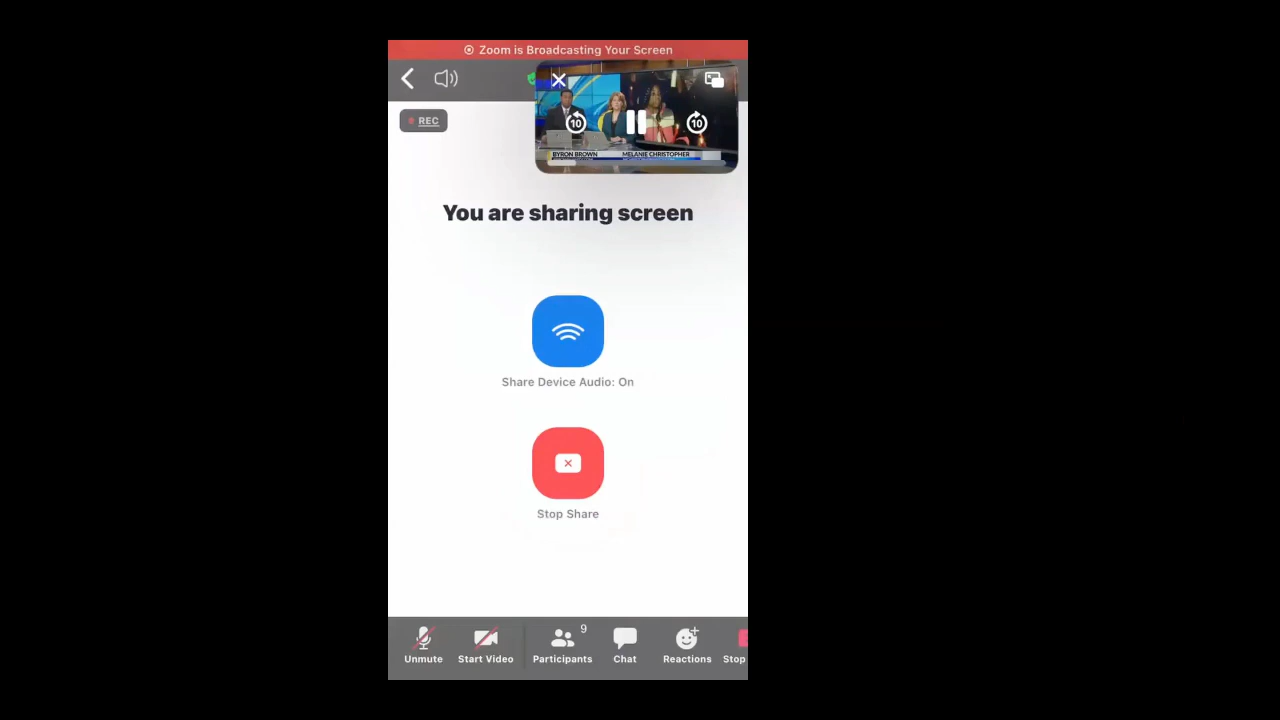 Zoom is Broadcasting Your Screen
REC
10
10
BYRON BROWN
MELANIE CHRISTOPHER
You are sharing screen
Share Device Audio: On
Stop Share
9
Unmute
Start Video
Participants
Chat
Reactions
Stop